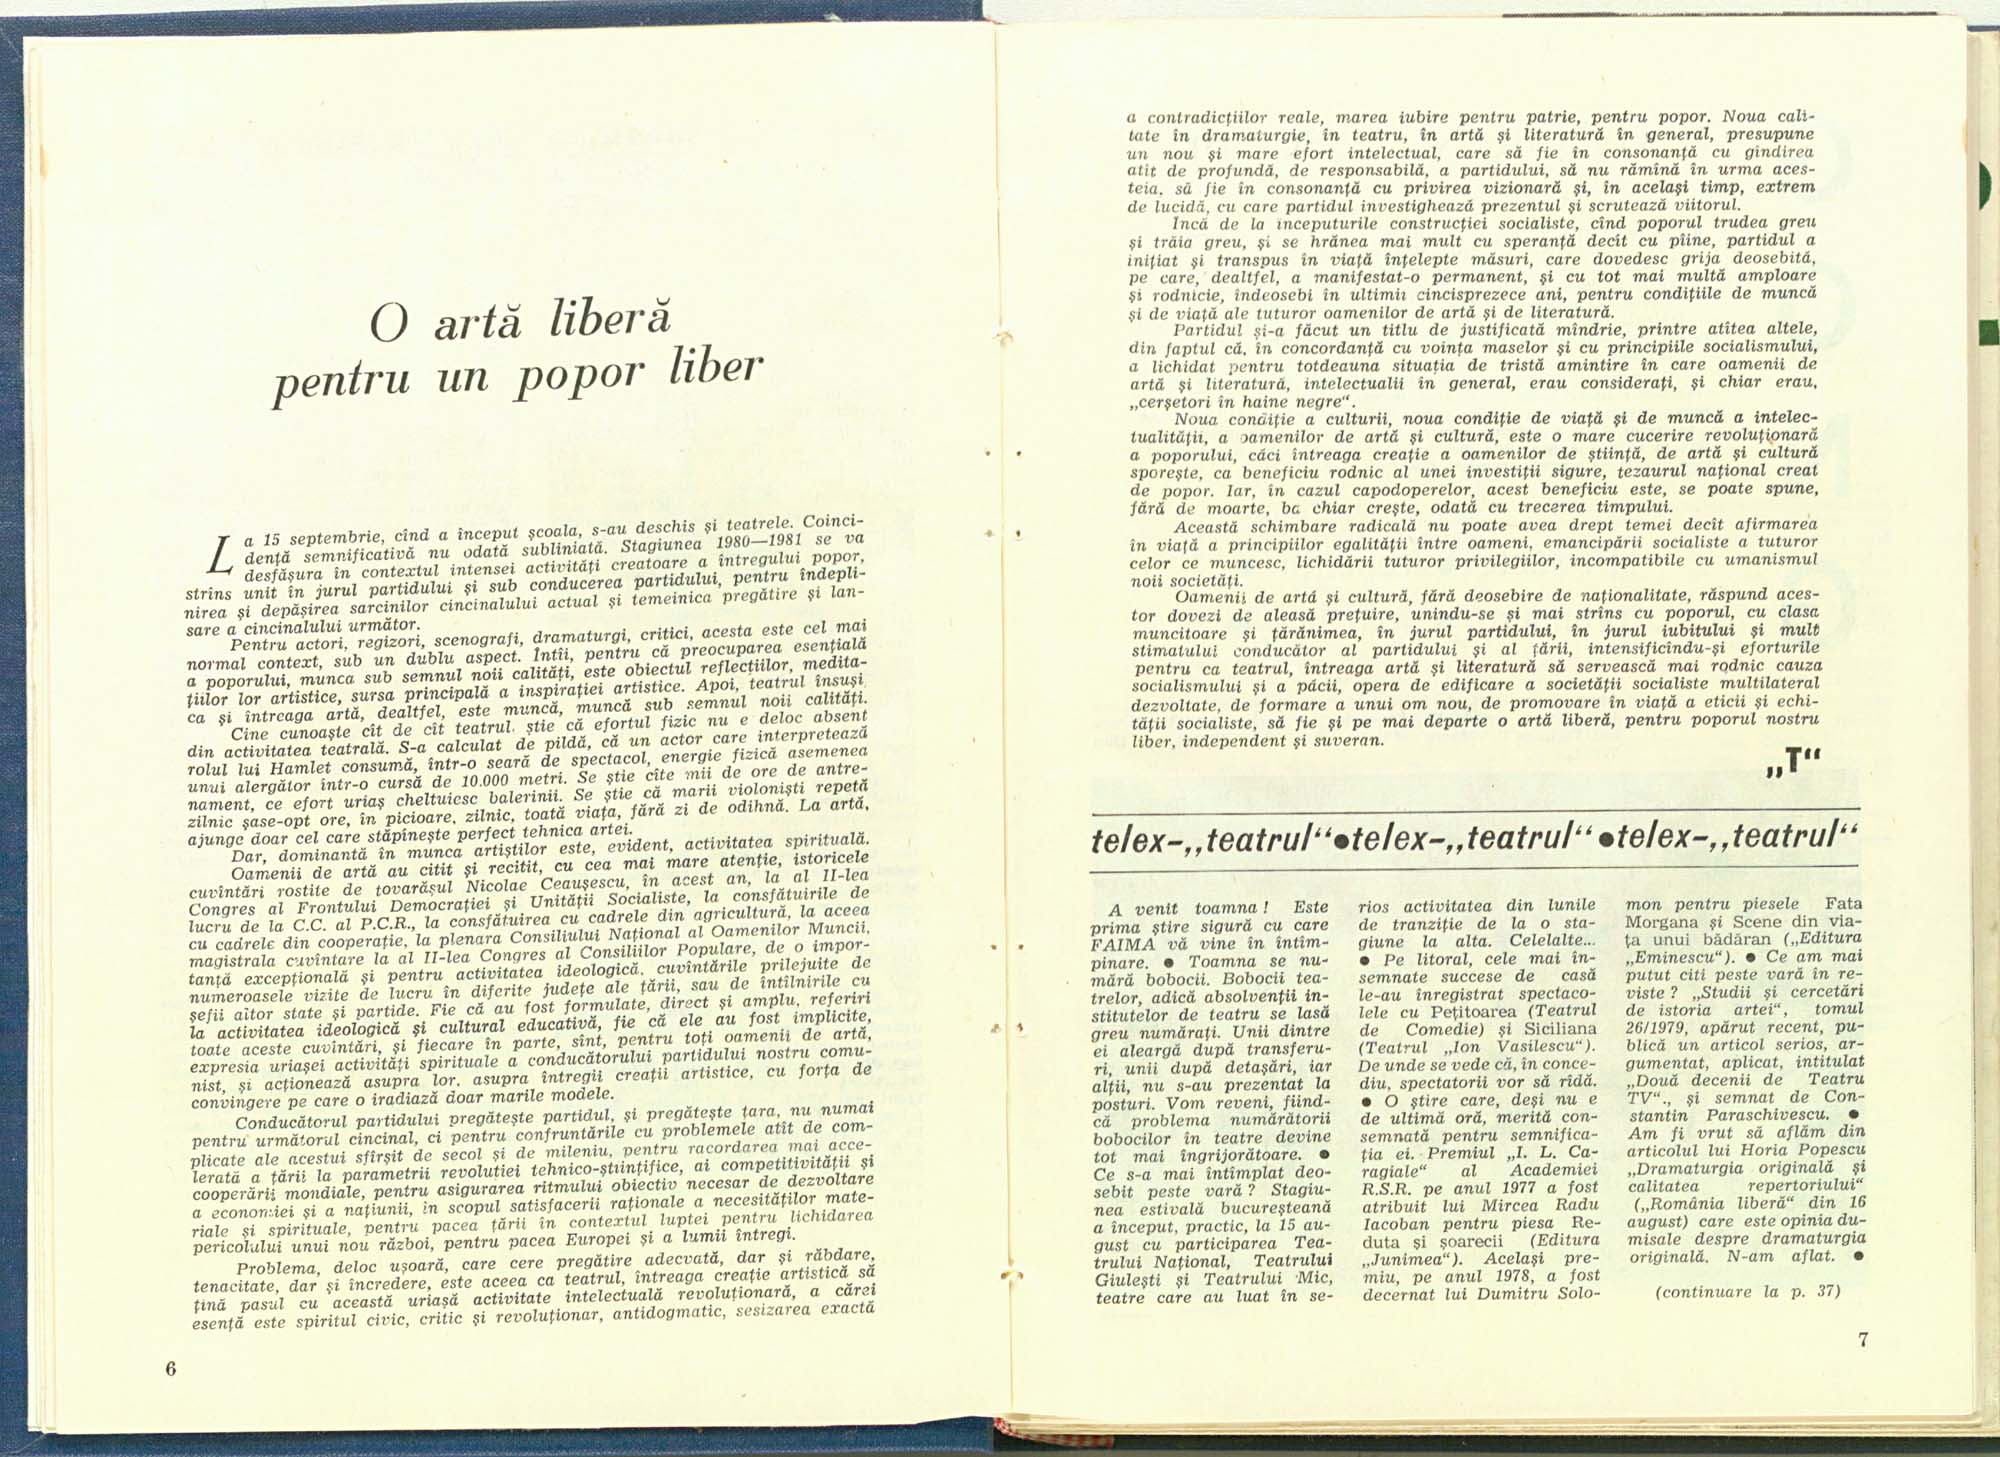 O artă liberă
pentru un popor liber
La 15 septembrie, cînd a început școala, s-au deschis și teatrele. Coinci-
dență semnificativă nu odată subliniată. Stagiunea 1980—1981 se va
desfășura în contextul intensei activități creatoare a întregului popor,
strîns unit în jurul partidului și sub conducerea partidului, pentru îndepli-
nirea și depășirea sarcinilor cincinalului actual și temeinica pregătire și lan-
sare a cincinalului următor.
Pentru actori, regizori, scenografi, dramaturgi, critici, acesta este cel mai
normal context, sub un dublu aspect. Întîi, pentru că preocuparea esențială
a poporului, munca sub semnul noii calități, este obiectul reflecțiilor, medita-
țiilor lor artistice, sursa principală a inspirației artistice. Apoi, teatrul însuși
ca și întreaga artă, dealtfel, este muncă, muncă sub semnul noii calități.
Cine cunoaște cît de cît teatrul, știe că efortul fizic nu e deloc absent
din activitatea teatrală. S-a calculat de pildă, că un actor care interpretează
rolul lui Hamlet consumă, într-o seară de spectacol, energie fizică asemenea
unui alergător într-o cursă de 10.000 metri. Se știe cîte mii de ore de antre-
nament, ce efort uriaș cheltuiesc balerinii. Se știe că marii violoniști repetă
zilnic șase-opt ore, în picioare, zilnic, toată viața, fără zi de odihnă. La artă,
ajunge doar cel care stăpînește perfect tehnica artei.
Dar, dominantă în munca artiștilor este, evident, activitatea spirituală.
Oamenii de artă au citit și recitit, cu cea mai mare atenție, istoricele
cuvîntări rostite de tovarășul Nicolae Ceaușescu, în acest an, la al II-lea
Congres al Frontului Democrației și Unității Socialiste, la consfătuirile de
lucru de la C.C. al P.C.R., la consfătuirea cu cadrele din agricultură, la aceea
cu cadrele din cooperație, la plenara Consiliului Național al Oamenilor Muncii,
magistrala cuvîntare la al II-lea Congres al Consiliilor Populare, de o impor-
tanță excepțională și pentru activitatea ideologică, cuvîntările prilejuite de
numeroasele vizite de lucru în diferite județe ale țării, sau de întîlnirile cu
șefii altor state și partide. Fie că au fost formulate, direct și amplu, referiri
la activitatea ideologică și cultural educativă, fie că ele au fost implicite,
toate aceste cuvîntări, și fiecare în parte, sînt, pentru toți oamenii de artă,
expresia uriașei activități spirituale a conducătorului partidului nostru comu-
nist, și acționează asupra lor, asupra întregii creații artistice, cu forța de
convingere pe care o iradiază doar marile modele.
Conducătorul partidului pregătește partidul, și pregătește țara, nu numai
pentru următorul cincinal, ci pentru confruntările cu problemele atît de com-
plicate ale acestui sfîrșit de secol și de mileniu, pentru racordarea mai acce-
lerată a țării la parametrii revoluției tehnico-științifice, ai competitivității și
cooperării mondiale, pentru asigurarea ritmului obiectiv necesar de dezvoltare
a economiei și a națiunii, în scopul satisfacerii raționale a necesităților mate-
riale și spirituale, pentru pacea țării în contextul luptei pentru lichidarea
pericolului unui nou război, pentru pacea Europei și a lumii întregi.
Problema, deloc ușoară, care cere pregătire adecvată, dar și răbdare,
tenacitate, dar și încredere, este aceea ca teatrul, întreaga creație artistică să
țină pasul cu această uriașă activitate intelectuală revoluționară, a cărei
esență este spiritul civic, critic și revoluționar, antidogmatic, sesizarea exactă
6
a contradicțiilor reale, marea iubire pentru patrie, pentru popor. Noua cali-
tate în dramaturgie, în teatru, în artă și literatură în general, presupune
un nou și mare efort intelectual, care să fie în consonanță cu gîndirea
atît de profundă, de responsabilă, a partidului, să nu rămînă în urma aces-
teia, să fie în consonanță cu privirea vizionară și, în același timp, extrem
de lucidă, cu care partidul investighează prezentul și scrutează viitorul.
Încă de la începuturile construcției socialiste, cînd poporul trudea greu
și trăia greu, și se hrănea mai mult cu speranță decît cu pîine, partidul a
inițiat și transpus în viață înțelepte măsuri, care dovedesc grija deosebită,
pe care, dealtfel, a manifestat-o permanent, și cu tot mai multă amploare
și rodnicie, îndeosebi în ultimii cincisprezece ani, pentru condițiile de muncă
și de viață ale tuturor oamenilor de artă și de literatură.
Partidul și-a făcut un titlu de justificată mîndrie, printre atîtea altele,
din faptul că, în concordanță cu voința maselor și cu principiile socialismului,
a lichidat pentru totdeauna situația de tristă amintire în care oamenii de
artă și literatură, intelectualii în general, erau considerați, și chiar erau,
„cerșetori în haine negre“.
Noua condiție a culturii, noua condiție de viață și de muncă a intelec-
tualității, a oamenilor de artă și cultură, este o mare cucerire revoluționară
a poporului, căci întreaga creație a oamenilor de știință, de artă și cultură
sporește, ca beneficiu rodnic al unei investiții sigure, tezaurul național creat
de popor. Iar, în cazul capodoperelor, acest beneficiu este, se poate spune,
fără de moarte, ba chiar crește, odată cu trecerea timpului.
Această schimbare radicală nu poate avea drept temei decît afirmarea
în viață a principiilor egalității între oameni, emancipării socialiste a tuturor
celor ce muncesc, lichidării tuturor privilegiilor, incompatibile cu umanismul
noii societăți.
Oamenii de artă și cultură, fără deosebire de naționalitate, răspund aces-
tor dovezi de aleasă prețuire, unindu-se și mai strîns cu poporul, cu clasa
muncitoare și țărănimea, în jurul partidului, în jurul iubitului și mult
stimatului conducător al partidului și al țării, intensificîndu-și eforturile
pentru ca teatrul, întreaga artă și literatură să servească mai rodnic cauza
socialismului și a păcii, opera de edificare a societății socialiste multilateral
dezvoltate, de formare a unui om nou, de promovare în viață a eticii și echi-
tății socialiste, să fie și pe mai departe o artă liberă, pentru poporul nostru
liber, independent și suveran.
„T“
telex-„teatrul“●telex-„teatrul“●telex-„teatrul“
A venit toamna! Este
prima știre sigură cu care
FAIMA vă vine în întîm-
pinare. ● Toamna se nu-
mără bobocii. Bobocii tea-
trelor, adică absolvenții in-
stitutelor de teatru se lasă
greu numărați. Unii dintre
ei aleargă după transferu-
ri, unii după detașări, iar
alții, nu s-au prezentat la
posturi. Vom reveni, fiind-
că problema numărătorii
bobocilor în teatre devine
tot mai îngrijorătoare. ●
Ce s-a mai întîmplat deo-
sebit peste vară? Stagiu-
nea estivală bucureșteană
a început, practic, la 15 au-
gust cu participarea Tea-
trului Național, Teatrului
Giulești și Teatrului Mic,
teatre care au luat în se-
rios activitatea din lunile
de tranziție de la o sta-
giune la alta. Celelalte...
● Pe litoral, cele mai în-
semnate succese de casă
le-au înregistrat spectaco-
lele cu Pețitoarea (Teatrul
de Comedie) și Siciliana
(Teatrul „Ion Vasilescu“).
De unde se vede că, în conce-
diu, spectatorii vor să rîdă.
● O știre care, deși nu e
de ultimă oră, merită con-
semnată pentru semnifica-
ția ei. Premiul „I. L. Ca-
ragiale“ al Academiei
R.S.R. pe anul 1977 a fost
atribuit lui Mircea Radu
Iacoban pentru piesa Re-
duta și șoarecii (Editura
„Junimea“). Același pre-
miu, pe anul 1978, a fost
decernat lui Dumitru Solo-
mon pentru piesele Fata
Morgana și Scene din via-
ța unui bădăran („Editura
„Eminescu“). ● Ce am mai
putut citi peste vară în re-
viste? „Studii și cercetări
de istoria artei“, tomul
26/1979, apărut recent, pu-
blică un articol serios, ar-
gumentat, aplicat, intitulat
„Două decenii de Teatru
TV“., și semnat de Con-
stantin Paraschivescu. ●
Am fi vrut să aflăm din
articolul lui Horia Popescu
„Dramaturgia originală și
calitatea repertoriului“
(„România liberă“ din 16
august) care este opinia du-
misale despre dramaturgia
originală. N-am aflat. ●
(continuare la p. 37)
7